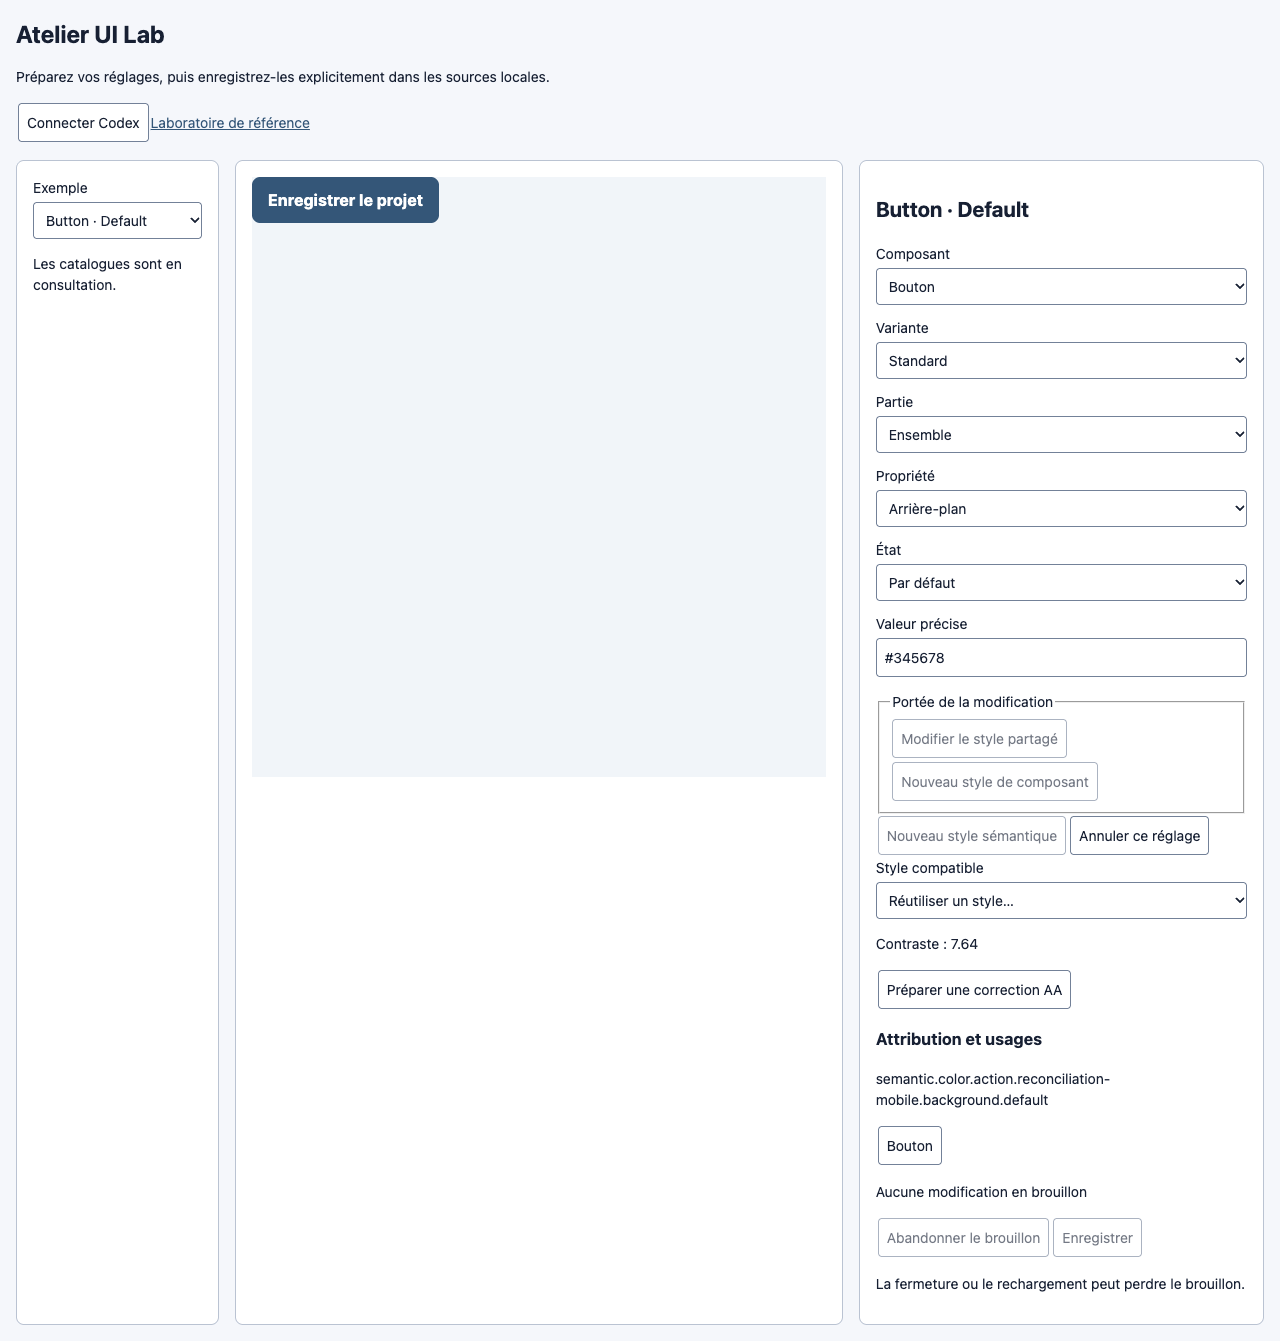 Atelier UI Lab
Préparez vos réglages, puis enregistrez-les explicitement dans les sources locales.
Connecter Codex
Laboratoire de référence
Exemple
Button · Default
Les catalogues sont en
consultation.
Enregistrer le projet
Button · Default
Composant
Bouton
Variante
Standard
Partie
Ensemble
Propriété
Arrière-plan
État
Par défaut
Valeur précise
#345678
Portée de la modification
Modifier le style partagé
Nouveau style de composant
Nouveau style sémantique
Annuler ce réglage
Style compatible
Réutiliser un style…
Contraste : 7.64
Préparer une correction AA
Attribution et usages
semantic.color.action.reconciliation-
mobile.background.default
Bouton
Aucune modification en brouillon
Abandonner le brouillon
Enregistrer
La fermeture ou le rechargement peut perdre le brouillon.